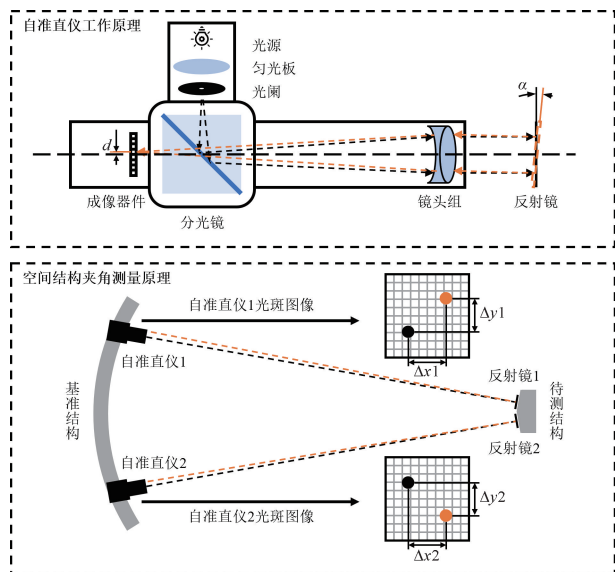 自准直仪工作原理
光源
匀光板
光阑
α
d
成像器件
分光镜
镜头组
反射镜
空间结构夹角测量原理
自准直仪1光斑图像
Δy1
Δx1
自准直仪1
反射镜1
基准结构
待测结构
反射镜2
自准直仪2
自准直仪2光斑图像
Δy2
Δx2